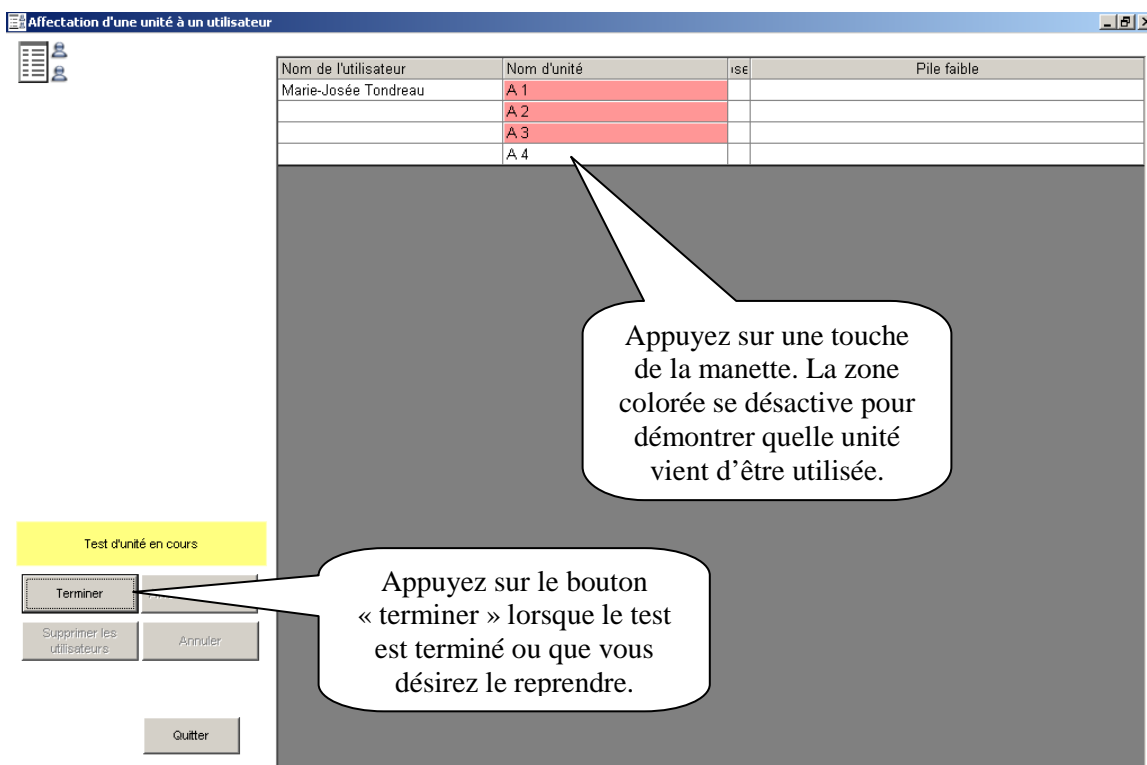 Affectation d'une unité à un utilisateur
Nom de l'utilisateur Nom d'unité Pile faible
Marie-Josée Tondreau A 1
A 2
A 3
A 4
Appuyez sur une touche
de la manette. La zone
colorée se désactive pour
démontrer quelle unité
vient d'être utilisée.
Test d'unité en cours
Terminer
Appuyez sur le bouton
« terminer » lorsque le test
est terminé ou que vous
désirez le reprendre.
Supprimer les
utilisateurs
Annuler
Quitter